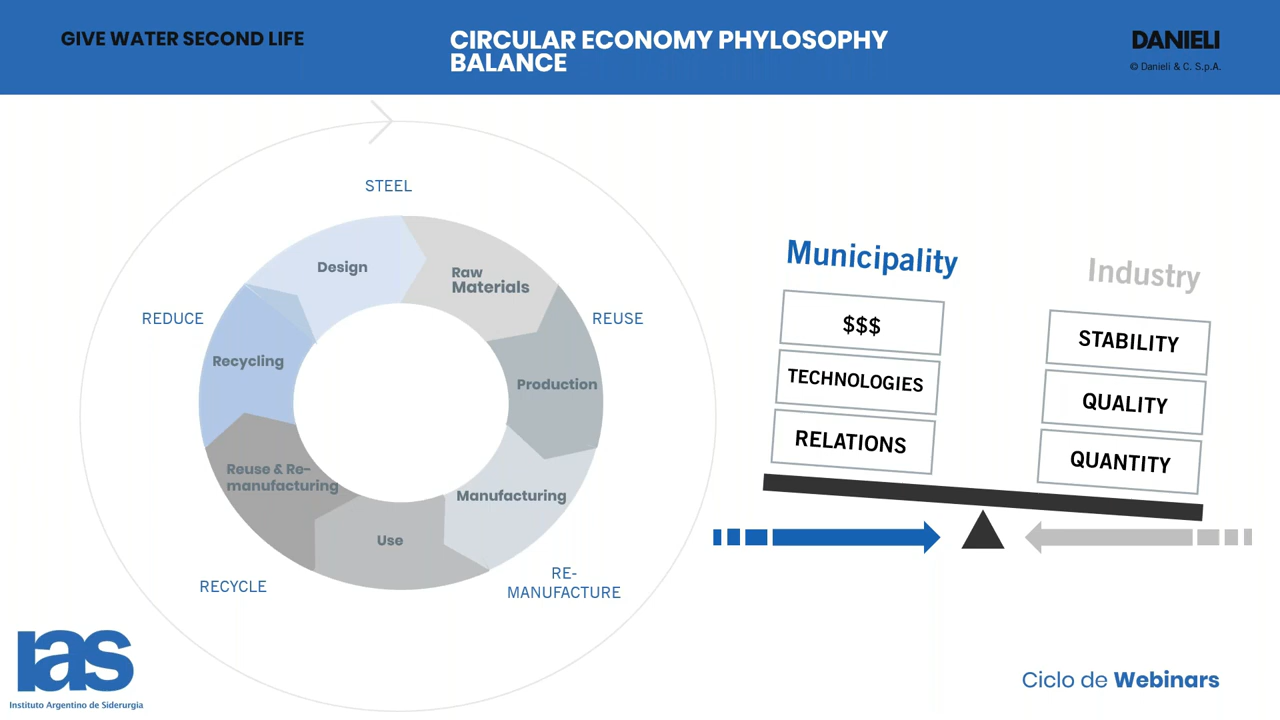 GIVE WATER SECOND LIFE
CIRCULAR ECONOMY PHYLOSOPHY
BALANCE
DANIELI
© Danieli & C. S.p.A.
STEEL
Design
Raw
Materials
REDUCE
REUSE
Recycling
Production
Reuse & Re-
manufacturing
Manufacturing
Use
RECYCLE
RE-
MANUFACTURE
Municipality
$$$
TECHNOLOGIES
RELATIONS
Industry
STABILITY
QUALITY
QUANTITY
ias
Instituto Argentino de Siderurgia
Ciclo de Webinars